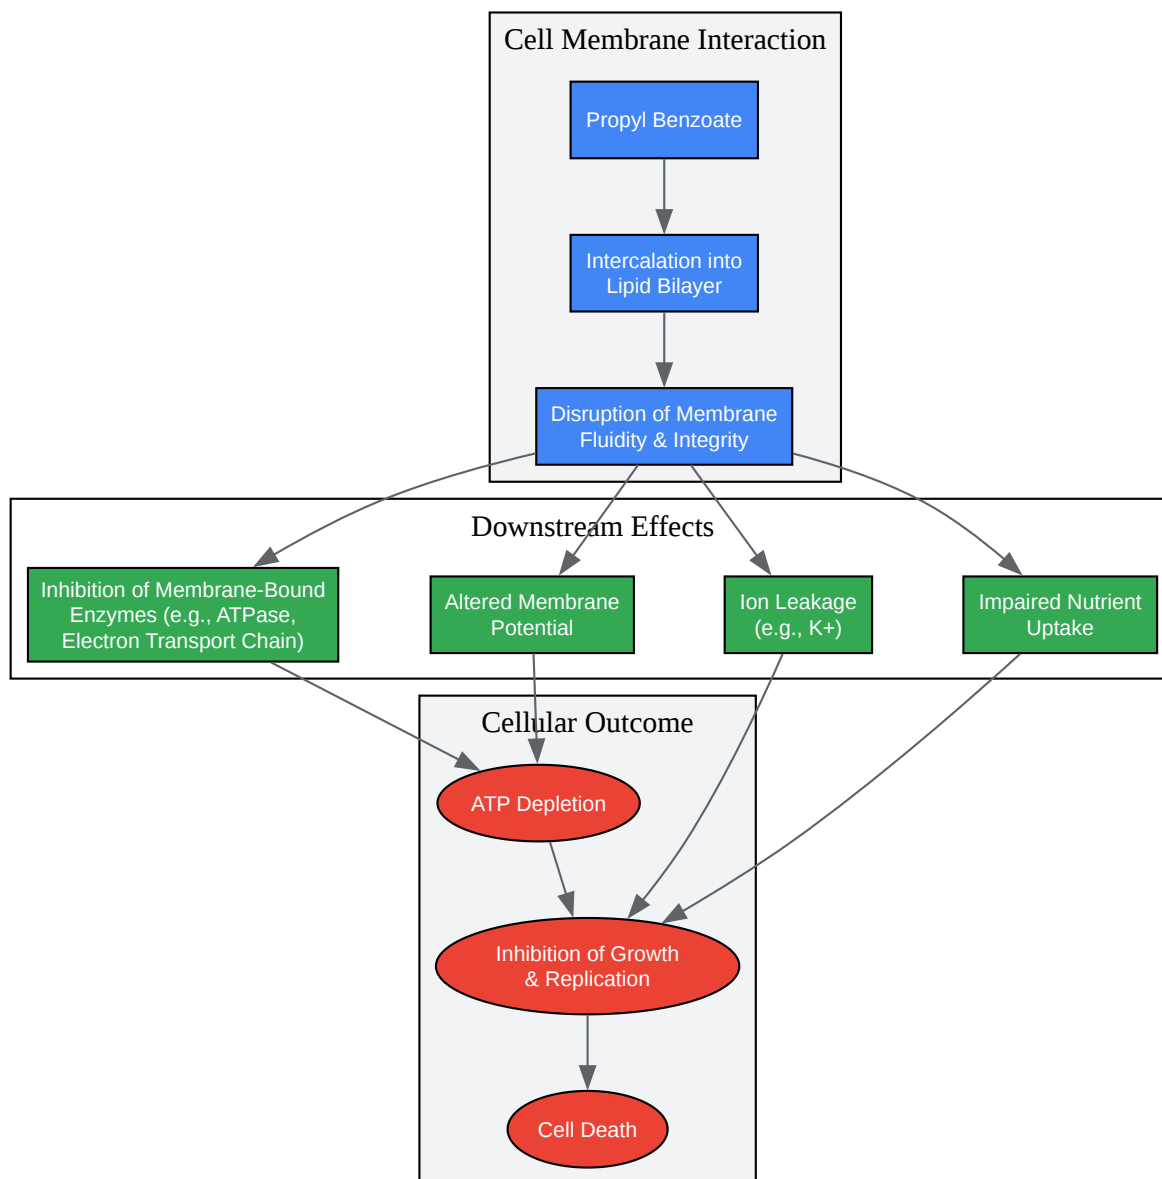 Cell Membrane Interaction
Propyl Benzoate
Intercalation into
Lipid Bilayer
Disruption of Membrane
Fluidity & Integrity
Downstream Effects
Inhibition of Membrane-Bound
Enzymes (e.g., ATPase,
Electron Transport Chain)
Altered Membrane
Potential
Ion Leakage
(e.g., K+)
Impaired Nutrient
Uptake
Cellular Outcome
ATP Depletion
Inhibition of Growth
& Replication
Cell Death